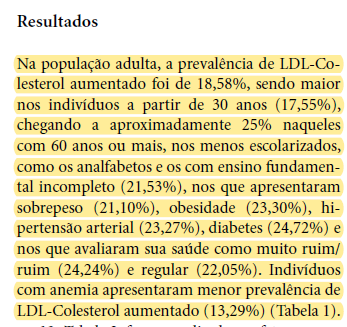 Resultados
Na população adulta, a prevalência de LDL-Co-
lesterol aumentado foi de 18,58%, sendo maior
nos indivíduos a partir de 30 anos (17,55%),
chegando a aproximadamente 25% naqueles
com 60 anos ou mais, nos menos escolarizados,
como os analfabetos e os com ensino fundamen-
tal incompleto (21,53%), nos que apresentaram
sobrepeso (21,10%), obesidade (23,30%), hi-
pertensão arterial (23,27%), diabetes (24,72%) e
nos que avaliaram sua saúde como muito ruim/
ruim (24,24%) e regular (22,05%). Indivíduos
com anemia apresentaram menor prevalência de
LDL-Colesterol aumentado (13,29%) (Tabela 1).